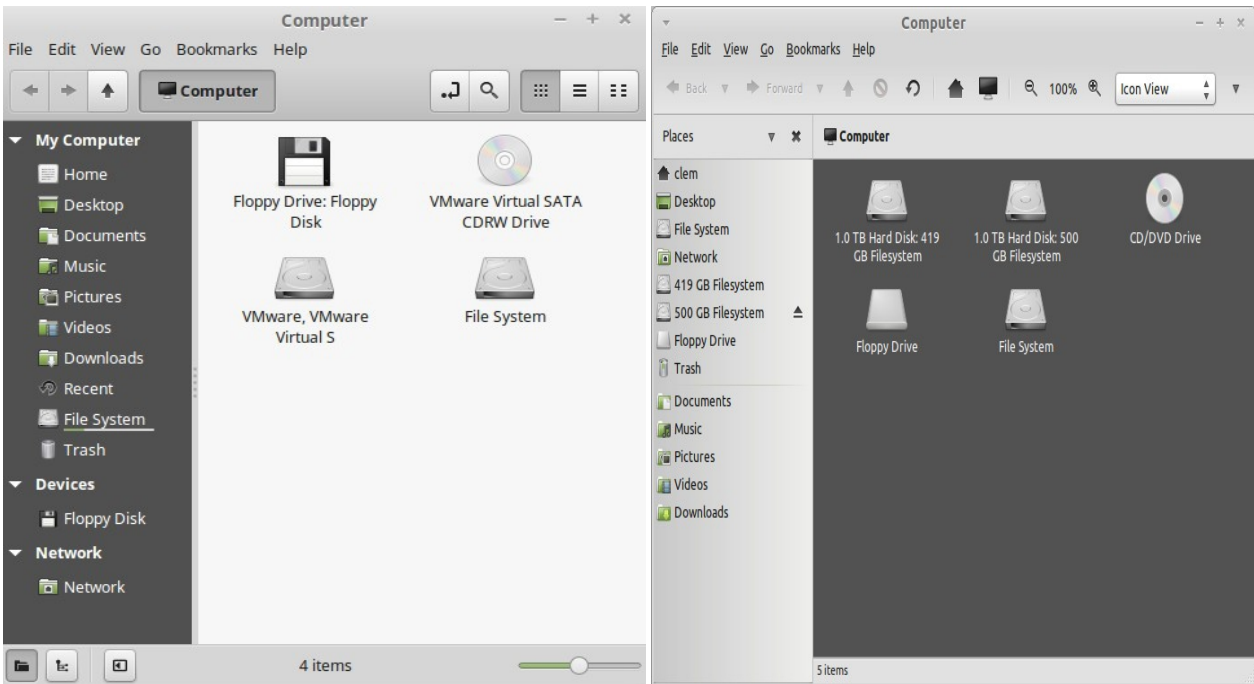 Computer
File Edit View Go Bookmarks Help
Computer
My Computer
Home
Desktop
Documents
Music
Pictures
Videos
Downloads
Recent
File System
Trash
Devices
Floppy Disk
Network
Network
Floppy Drive: Floppy
Disk
VMware Virtual SATA
CDRW Drive
VMware, VMware
Virtual S
File System
4 items
Computer
File Edit View Go Bookmarks Help
Back Forward 100% Icon View
Places
Computer
clem
Desktop
File System
Network
419 GB Filesystem
500 GB Filesystem
Floppy Drive
Trash
Documents
Music
Pictures
Videos
Downloads
1.0 TB Hard Disk: 419
GB Filesystem
1.0 TB Hard Disk: 500
GB Filesystem
CD/DVD Drive
Floppy Drive
File System
5 items